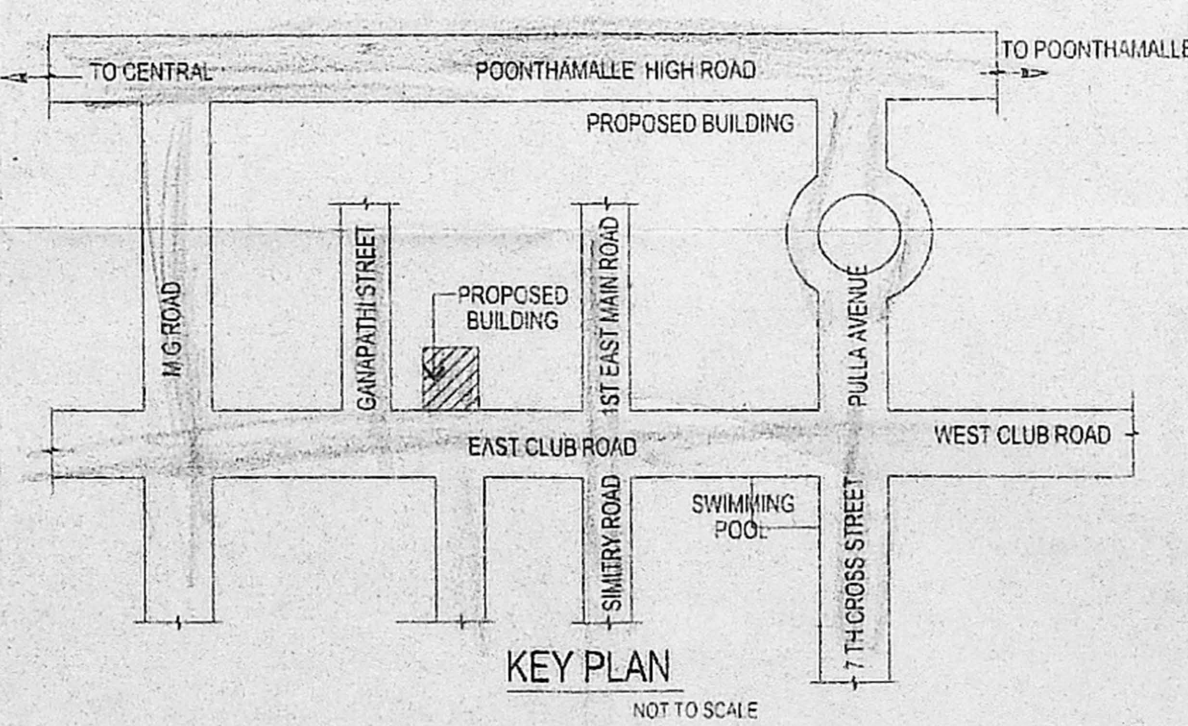 TO CENTRAL
POONTHAMALLE HIGH ROAD
TO POONTHAMALLE
PROPOSED BUILDING
M.G.ROAD
GANAPATHI STREET
PROPOSED
BUILDING
1ST EAST MAIN ROAD
PULLA AVENUE
EAST CLUB ROAD
WEST CLUB ROAD
SIMITRY ROAD
SWIMMING
POOL
7 TH CROSS STREET
KEY PLAN
NOT TO SCALE